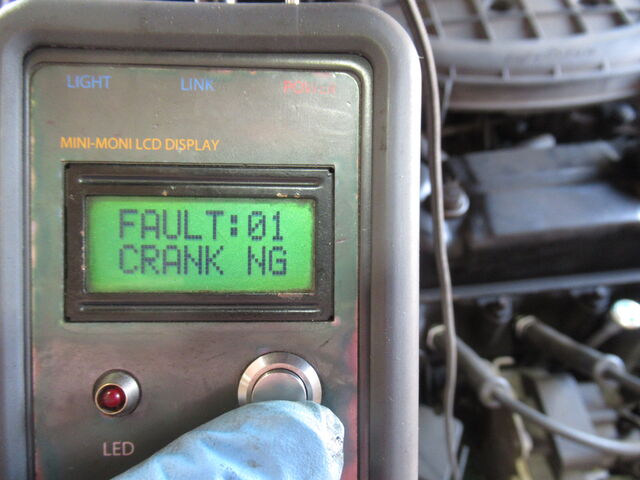 LIGHT LINK POWER
MINI-MONI LCD DISPLAY
FAULT:01
CRANK NG
LED